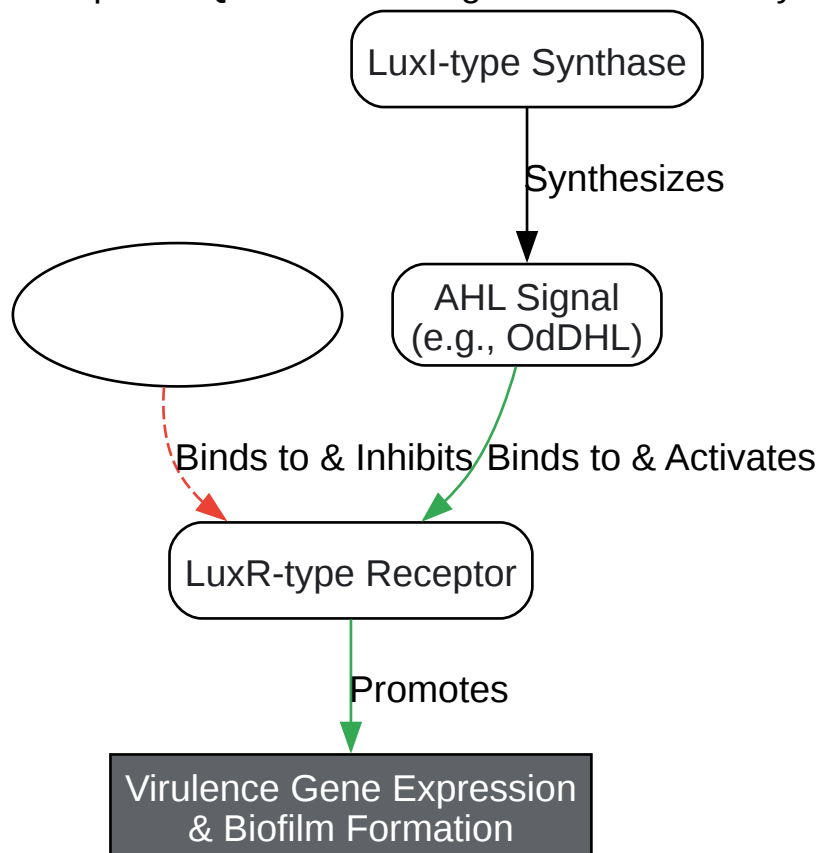 LuxI-type Synthase
Synthesizes
AHL Signal
(e.g., OdDHL)
Binds to & Inhibits
Binds to & Activates
LuxR-type Receptor
Promotes
Virulence Gene Expression
& Biofilm Formation